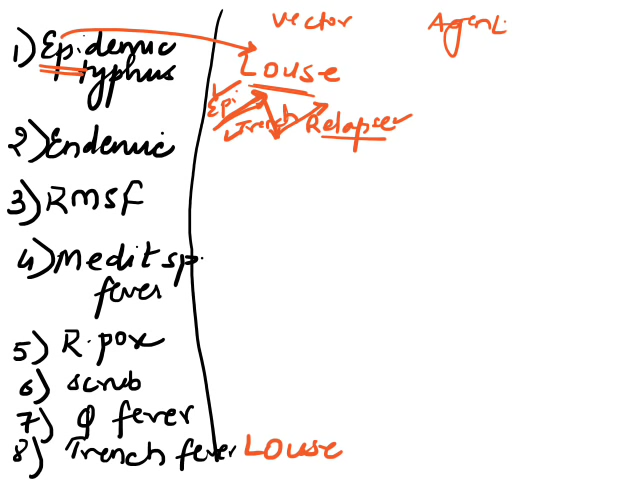 vector Agent
1) Epidemic Louse
typhus
Epi Trench Relapse
2) Endemic
3) RMSF
4) Medit sp.
fever
5) R.pox
6) scrub
7) Q fever
8) Trench fever Louse